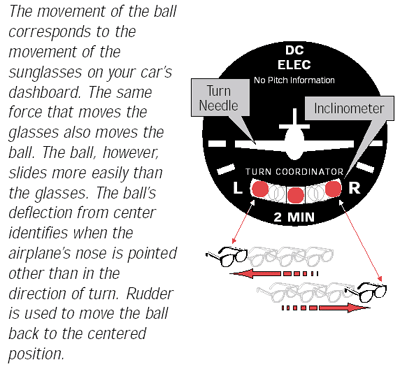 The movement of the ball
corresponds to the
movement of the
sunglasses on your car's
dashboard. The same
force that moves the
glasses also moves the
ball. The ball, however,
slides more easily than
the glasses. The ball's
deflection from center
identifies when the
airplane's nose is pointed
other than in the
direction of turn. Rudder
is used to move the ball
back to the centered
position.
DC
ELEC
No Pitch Information
Turn
Needle
Inclinometer
TURN COORDINATOR
L R
2 MIN